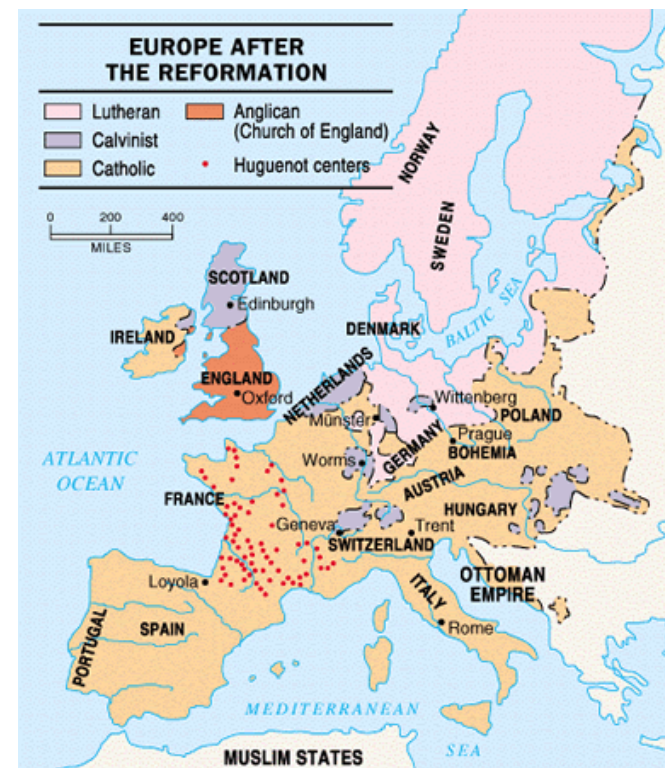 EUROPE AFTER
THE REFORMATION
Lutheran
Calvinist
Catholic
Anglican
(Church of England)
Huguenot centers
0 200 400
MILES
NORWAY
SWEDEN
SCOTLAND
Edinburgh
IRELAND
DENMARK
BALTIC SEA
ENGLAND
Oxford
NETHERLANDS
Münster
Wittenberg
POLAND
GERMANY
Prague
BOHEMIA
Worms
AUSTRIA
ATLANTIC
OCEAN
FRANCE
HUNGARY
Geneva
Trent
SWITZERLAND
Loyola
ITALY
OTTOMAN
EMPIRE
PORTUGAL
SPAIN
Rome
MEDITERRANEAN
SEA
MUSLIM STATES